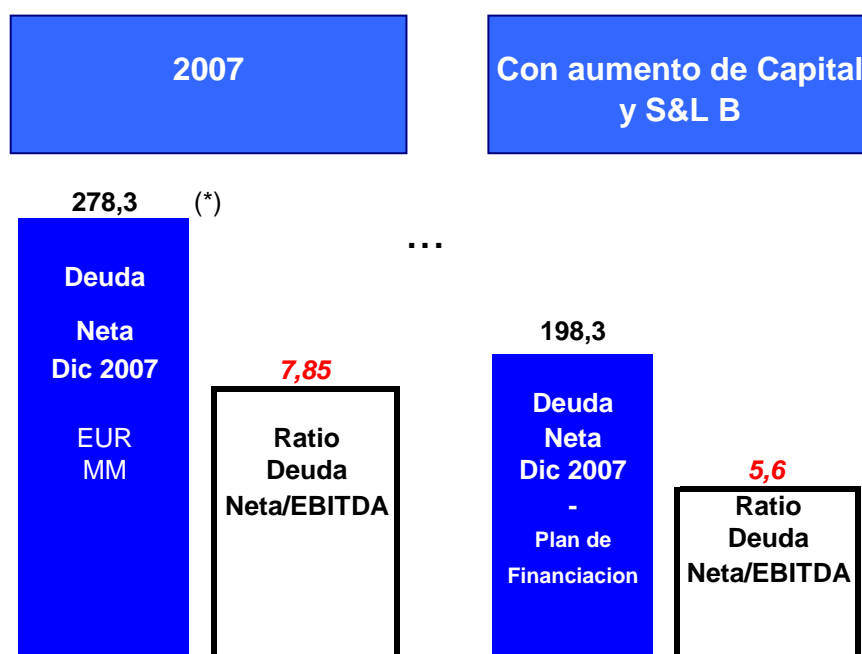 2007
Con aumento de Capital
y S&L B
278,3 (*)
Deuda
Neta
Dic 2007
EUR
MM
7,85
Ratio
Deuda
Neta/EBITDA
...
198,3
Deuda
Neta
Dic 2007
-
Plan de
Financiacion
5,6
Ratio
Deuda
Neta/EBITDA